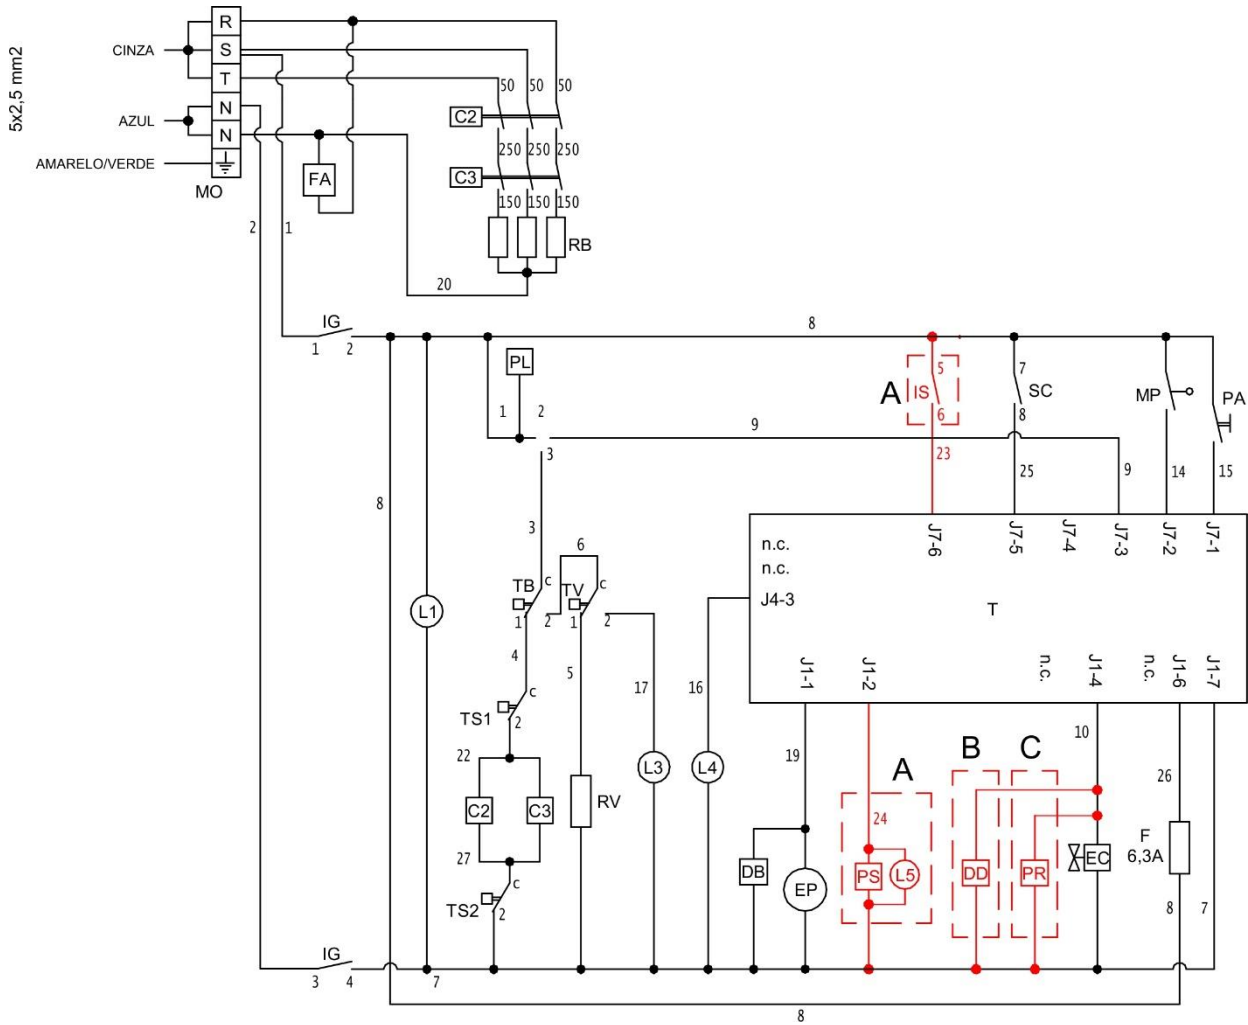 5x2,5 mm2
R
CINZA
S
T
N
AZUL
N
AMARELO/VERDE
MO
FA
50 50 50
C2
250 250 250
C3
150 150 150
RB
2 1
20
IG
1 2
8
PL
1 2
9
3
A
IS
5
6
23
7
SC
8
25
MP
14
PA
15
9
8
3
6
TB
c
TV
c
1 2 1 2
L1
4
5
17
16
n.c.
n.c.
J4-3
J7-6
J7-5
J7-4
J7-3
J7-2
J7-1
T
J1-1
J1-2
n.c.
J1-4
n.c.
J1-6
J1-7
TS1
c
2
22
C2 C3
27
TS2
c
2
RV
L3
L4
19
DB
EP
A
24
PS
L5
B
DD
C
PR
10
EC
26
F
6,3A
8 7
IG
3 4
7
8